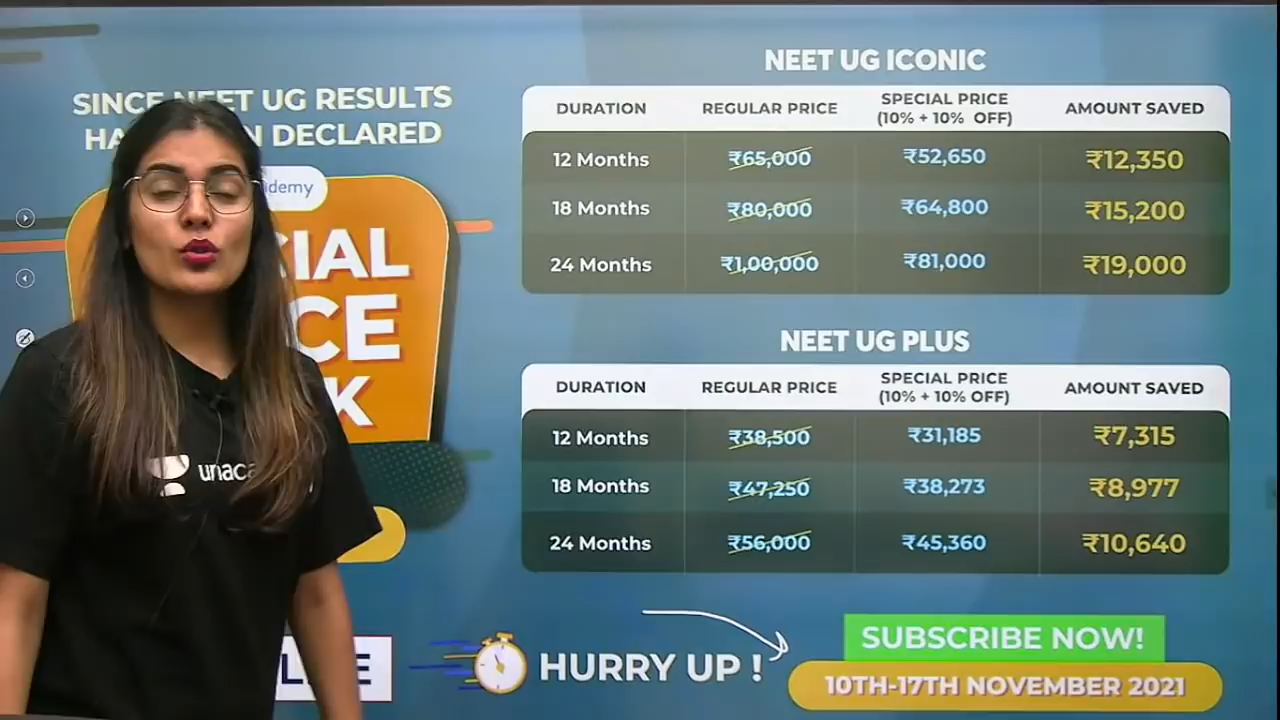 SINCE NEET UG RESULTS
DECLARED
NEET UG ICONIC
DURATION REGULAR PRICE SPECIAL PRICE (10% + 10% OFF) AMOUNT SAVED
12 Months ₹65,000 ₹52,650 ₹12,350
18 Months ₹80,000 ₹64,800 ₹15,200
24 Months ₹1,00,000 ₹81,000 ₹19,000
NEET UG PLUS
DURATION REGULAR PRICE SPECIAL PRICE (10% + 10% OFF) AMOUNT SAVED
12 Months ₹38,500 ₹31,185 ₹7,315
18 Months ₹47,250 ₹38,273 ₹8,977
24 Months ₹56,000 ₹45,360 ₹10,640
HURRY UP !
SUBSCRIBE NOW!
10TH-17TH NOVEMBER 2021